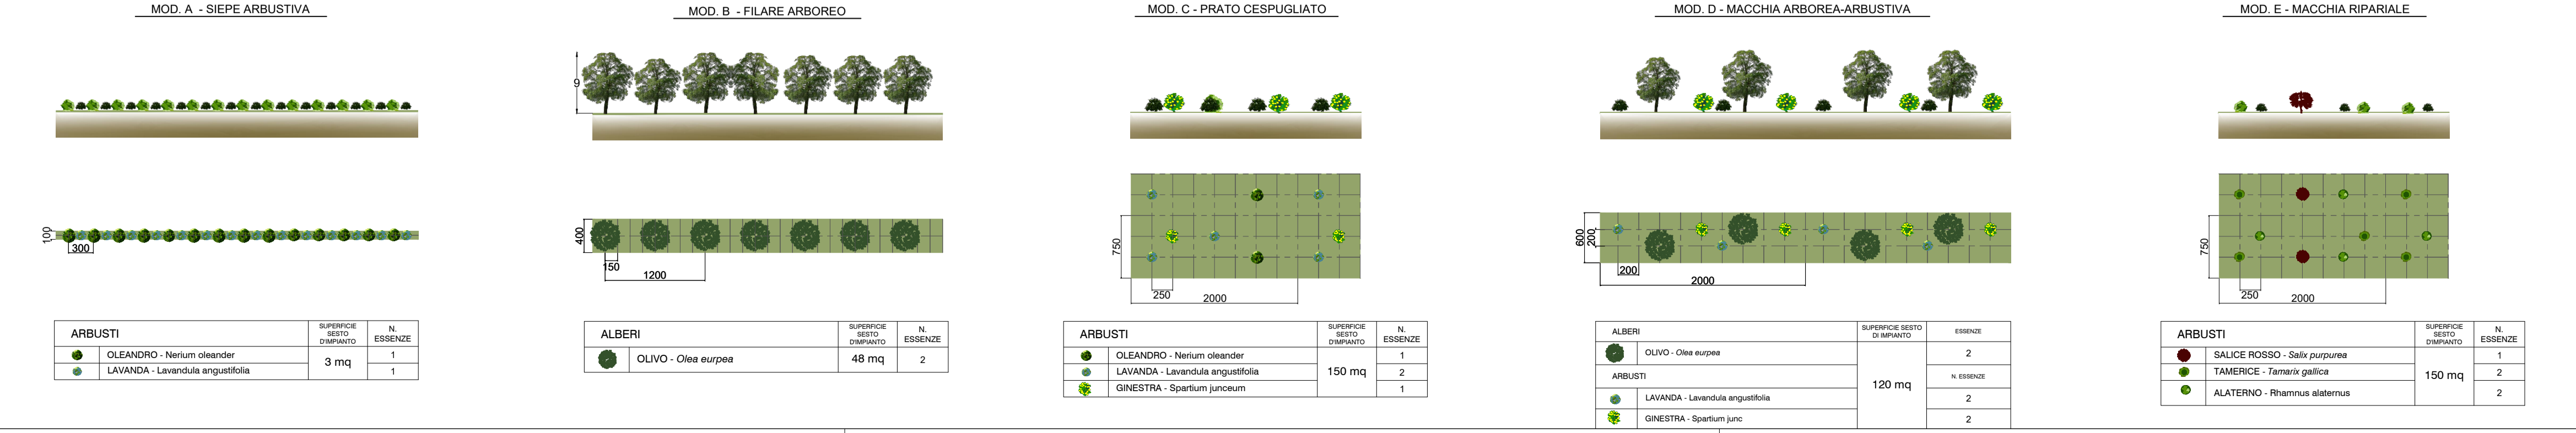 MOD. A - SIEPE ARBUSTIVA
100
300
ARBUSTI
SUPERFICIE
SESTO
D'IMPIANTO
N.
ESSENZE
OLEANDRO - Nerium oleander
3 mq
1
LAVANDA - Lavandula angustifolia
1
MOD. B - FILARE ARBOREO
9
400
150
1200
ALBERI
SUPERFICIE
SESTO
D'IMPIANTO
N.
ESSENZE
OLIVO - Olea eurpea
48 mq
2
MOD. C - PRATO CESPUGLIATO
750
250
2000
ARBUSTI
SUPERFICIE
SESTO
D'IMPIANTO
N.
ESSENZE
OLEANDRO - Nerium oleander
1
LAVANDA - Lavandula angustifolia
150 mq
2
GINESTRA - Spartium junceum
1
MOD. D - MACCHIA ARBOREA-ARBUSTIVA
600
200
200
2000
ALBERI
SUPERFICIE SESTO
DI IMPIANTO
ESSENZE
OLIVO - Olea eurpea
2
ARBUSTI
N. ESSENZE
120 mq
LAVANDA - Lavandula angustifolia
2
GINESTRA - Spartium junc
2
MOD. E - MACCHIA RIPARIALE
750
250
2000
ARBUSTI
SUPERFICIE
SESTO
D'IMPIANTO
N.
ESSENZE
SALICE ROSSO - Salix purpurea
1
TAMERICE - Tamarix gallica
150 mq
2
ALATERNO - Rhamnus alaternus
2